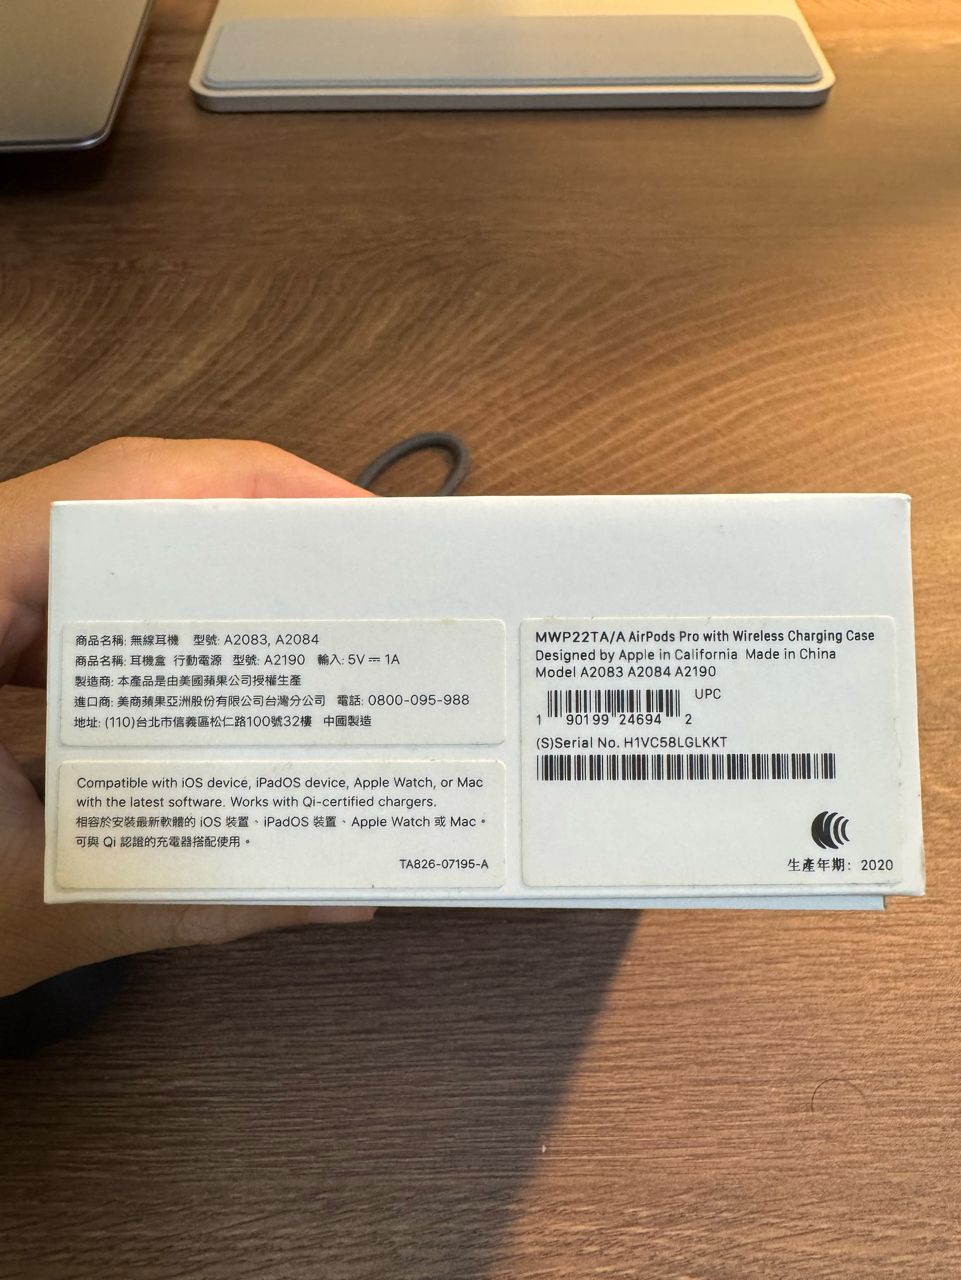 商品名稱: 無線耳機 型號: A2083, A2084
商品名稱: 耳機盒 行動電源 型號: A2190 輸入: 5V ⎓ 1A
製造商: 本產品是由美國蘋果公司授權生產
進口商: 美商蘋果亞洲股份有限公司台灣分公司 電話: 0800-095-988
地址: (110)台北市信義區松仁路100號32樓 中國製造
Compatible with iOS device, iPadOS device, Apple Watch, or Mac
with the latest software. Works with Qi-certified chargers.
相容於安裝最新軟體的 iOS 裝置、iPadOS 裝置、Apple Watch 或 Mac。
可與 Qi 認證的充電器搭配使用。
TA826-07195-A
MWP22TA/A AirPods Pro with Wireless Charging Case
Designed by Apple in California Made in China
Model A2083 A2084 A2190
UPC
1 90199 24694 2
(S)Serial No. H1VC58LGLKKT
生產年期: 2020